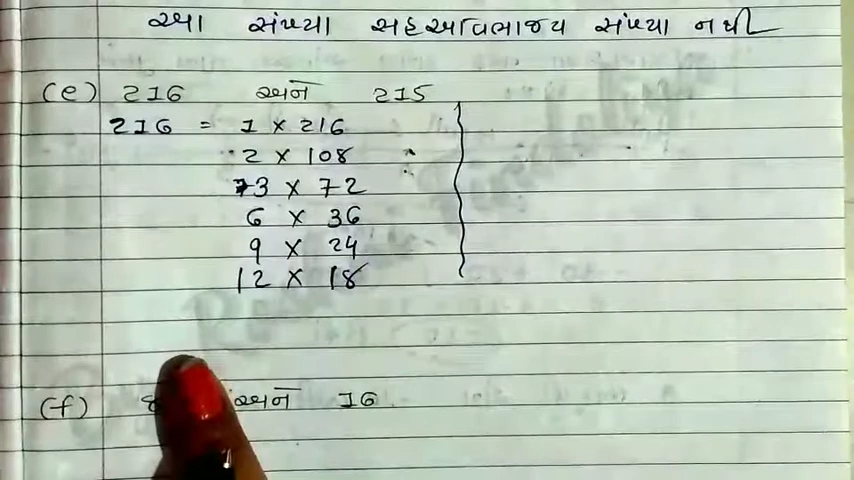 આ સંખ્યા સહઅવિભાજ્ય સંખ્યા નથી
(e) 216 અને 215
216 = 1 × 216
2 × 108
3 × 72
6 × 36
9 × 24
12 × 18
(f) 8 અને 16